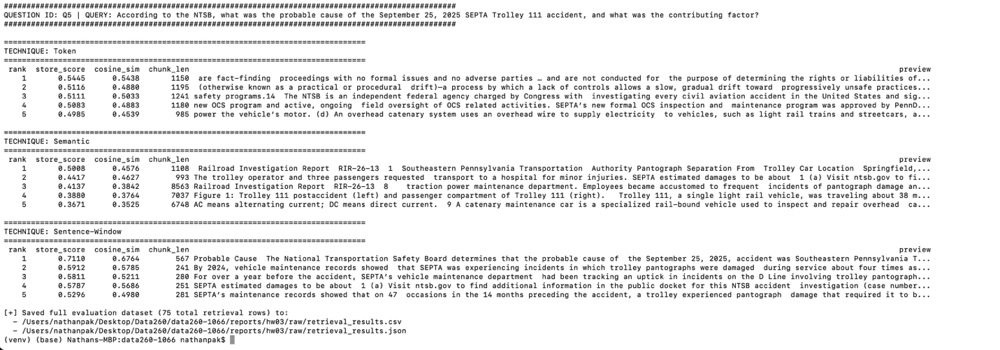 ####################################################################################################
QUESTION ID: Q5 | QUERY: According to the NTSB, what was the probable cause of the September 25, 2025 SEPTA Trolley 111 accident, and what was the contributing factor?
####################################################################################################
================================================================================
TECHNIQUE: Token
================================================================================
rank store_score cosine_sim chunk_len preview
1 0.5445 0.5438 1150 are fact-finding proceedings with no formal issues and no adverse parties … and are not conducted for the purpose of determining the rights or liabilities of...
2 0.5116 0.4880 1195 (otherwise known as a practical or procedural drift)—a process by which a lack of controls allows a slow, gradual drift toward progressively unsafe practices...
3 0.5111 0.5033 1241 safety programs.14 The NTSB is an independent federal agency charged by Congress with investigating every civil aviation accident in the United States and sig...
4 0.5083 0.4883 1180 new OCS program and active, ongoing field oversight of OCS related activities. SEPTA's new formal OCS inspection and maintenance program was approved by PennD...
5 0.4985 0.4539 985 power the vehicle's motor. (d) An overhead catenary system uses an overhead wire to supply electricity to vehicles, such as light rail trains and streetcars, a...
================================================================================
TECHNIQUE: Semantic
================================================================================
rank store_score cosine_sim chunk_len preview
1 0.5008 0.4576 1108 Railroad Investigation Report RIR-26-13 1 Southeastern Pennsylvania Transportation Authority Pantograph Separation From Trolley Car Location Springfield,...
2 0.4417 0.4627 993 The trolley operator and three passengers requested transport to a hospital for minor injuries. SEPTA estimated damages to be about 1 (a) Visit ntsb.gov to fi...
3 0.4137 0.3842 8563 Railroad Investigation Report RIR-26-13 8 traction power maintenance department. Employees became accustomed to frequent incidents of pantograph damage an...
4 0.3880 0.3764 7037 Figure 1: Trolley 111 postaccident (left) and passenger compartment of Trolley 111 (right). Trolley 111, a single light rail vehicle, was traveling about 38 m...
5 0.3671 0.3525 6748 AC means alternating current; DC means direct current. 9 A catenary maintenance car is a specialized rail-bound vehicle used to inspect and repair overhead ca...
================================================================================
TECHNIQUE: Sentence-Window
================================================================================
rank store_score cosine_sim chunk_len preview
1 0.7110 0.6764 567 Probable Cause The National Transportation Safety Board determines that the probable cause of the September 25, 2025, accident was Southeastern Pennsylvania T...
2 0.5912 0.5785 241 By 2024, vehicle maintenance records showed that SEPTA was experiencing incidents in which trolley pantographs were damaged during service about four times as...
3 0.5811 0.5211 280 For over a year before the accident, SEPTA's vehicle maintenance department had been tracking an uptick in incidents on the D Line involving trolley pantograph...
4 0.5787 0.5686 251 SEPTA estimated damages to be about 1 (a) Visit ntsb.gov to find additional information in the public docket for this NTSB accident investigation (case number...
5 0.5296 0.4980 281 SEPTA's maintenance records showed that on 47 occasions in the 14 months preceding the accident, a trolley experienced pantograph damage that required it to b...
[+] Saved full evaluation dataset (75 total retrieval rows) to:
- /Users/nathanpak/Desktop/Data260/data260-1066/reports/hw03/raw/retrieval_results.csv
- /Users/nathanpak/Desktop/Data260/data260-1066/reports/hw03/raw/retrieval_results.json
(venv) (base) Nathans-MBP:data260-1066 nathanpak$